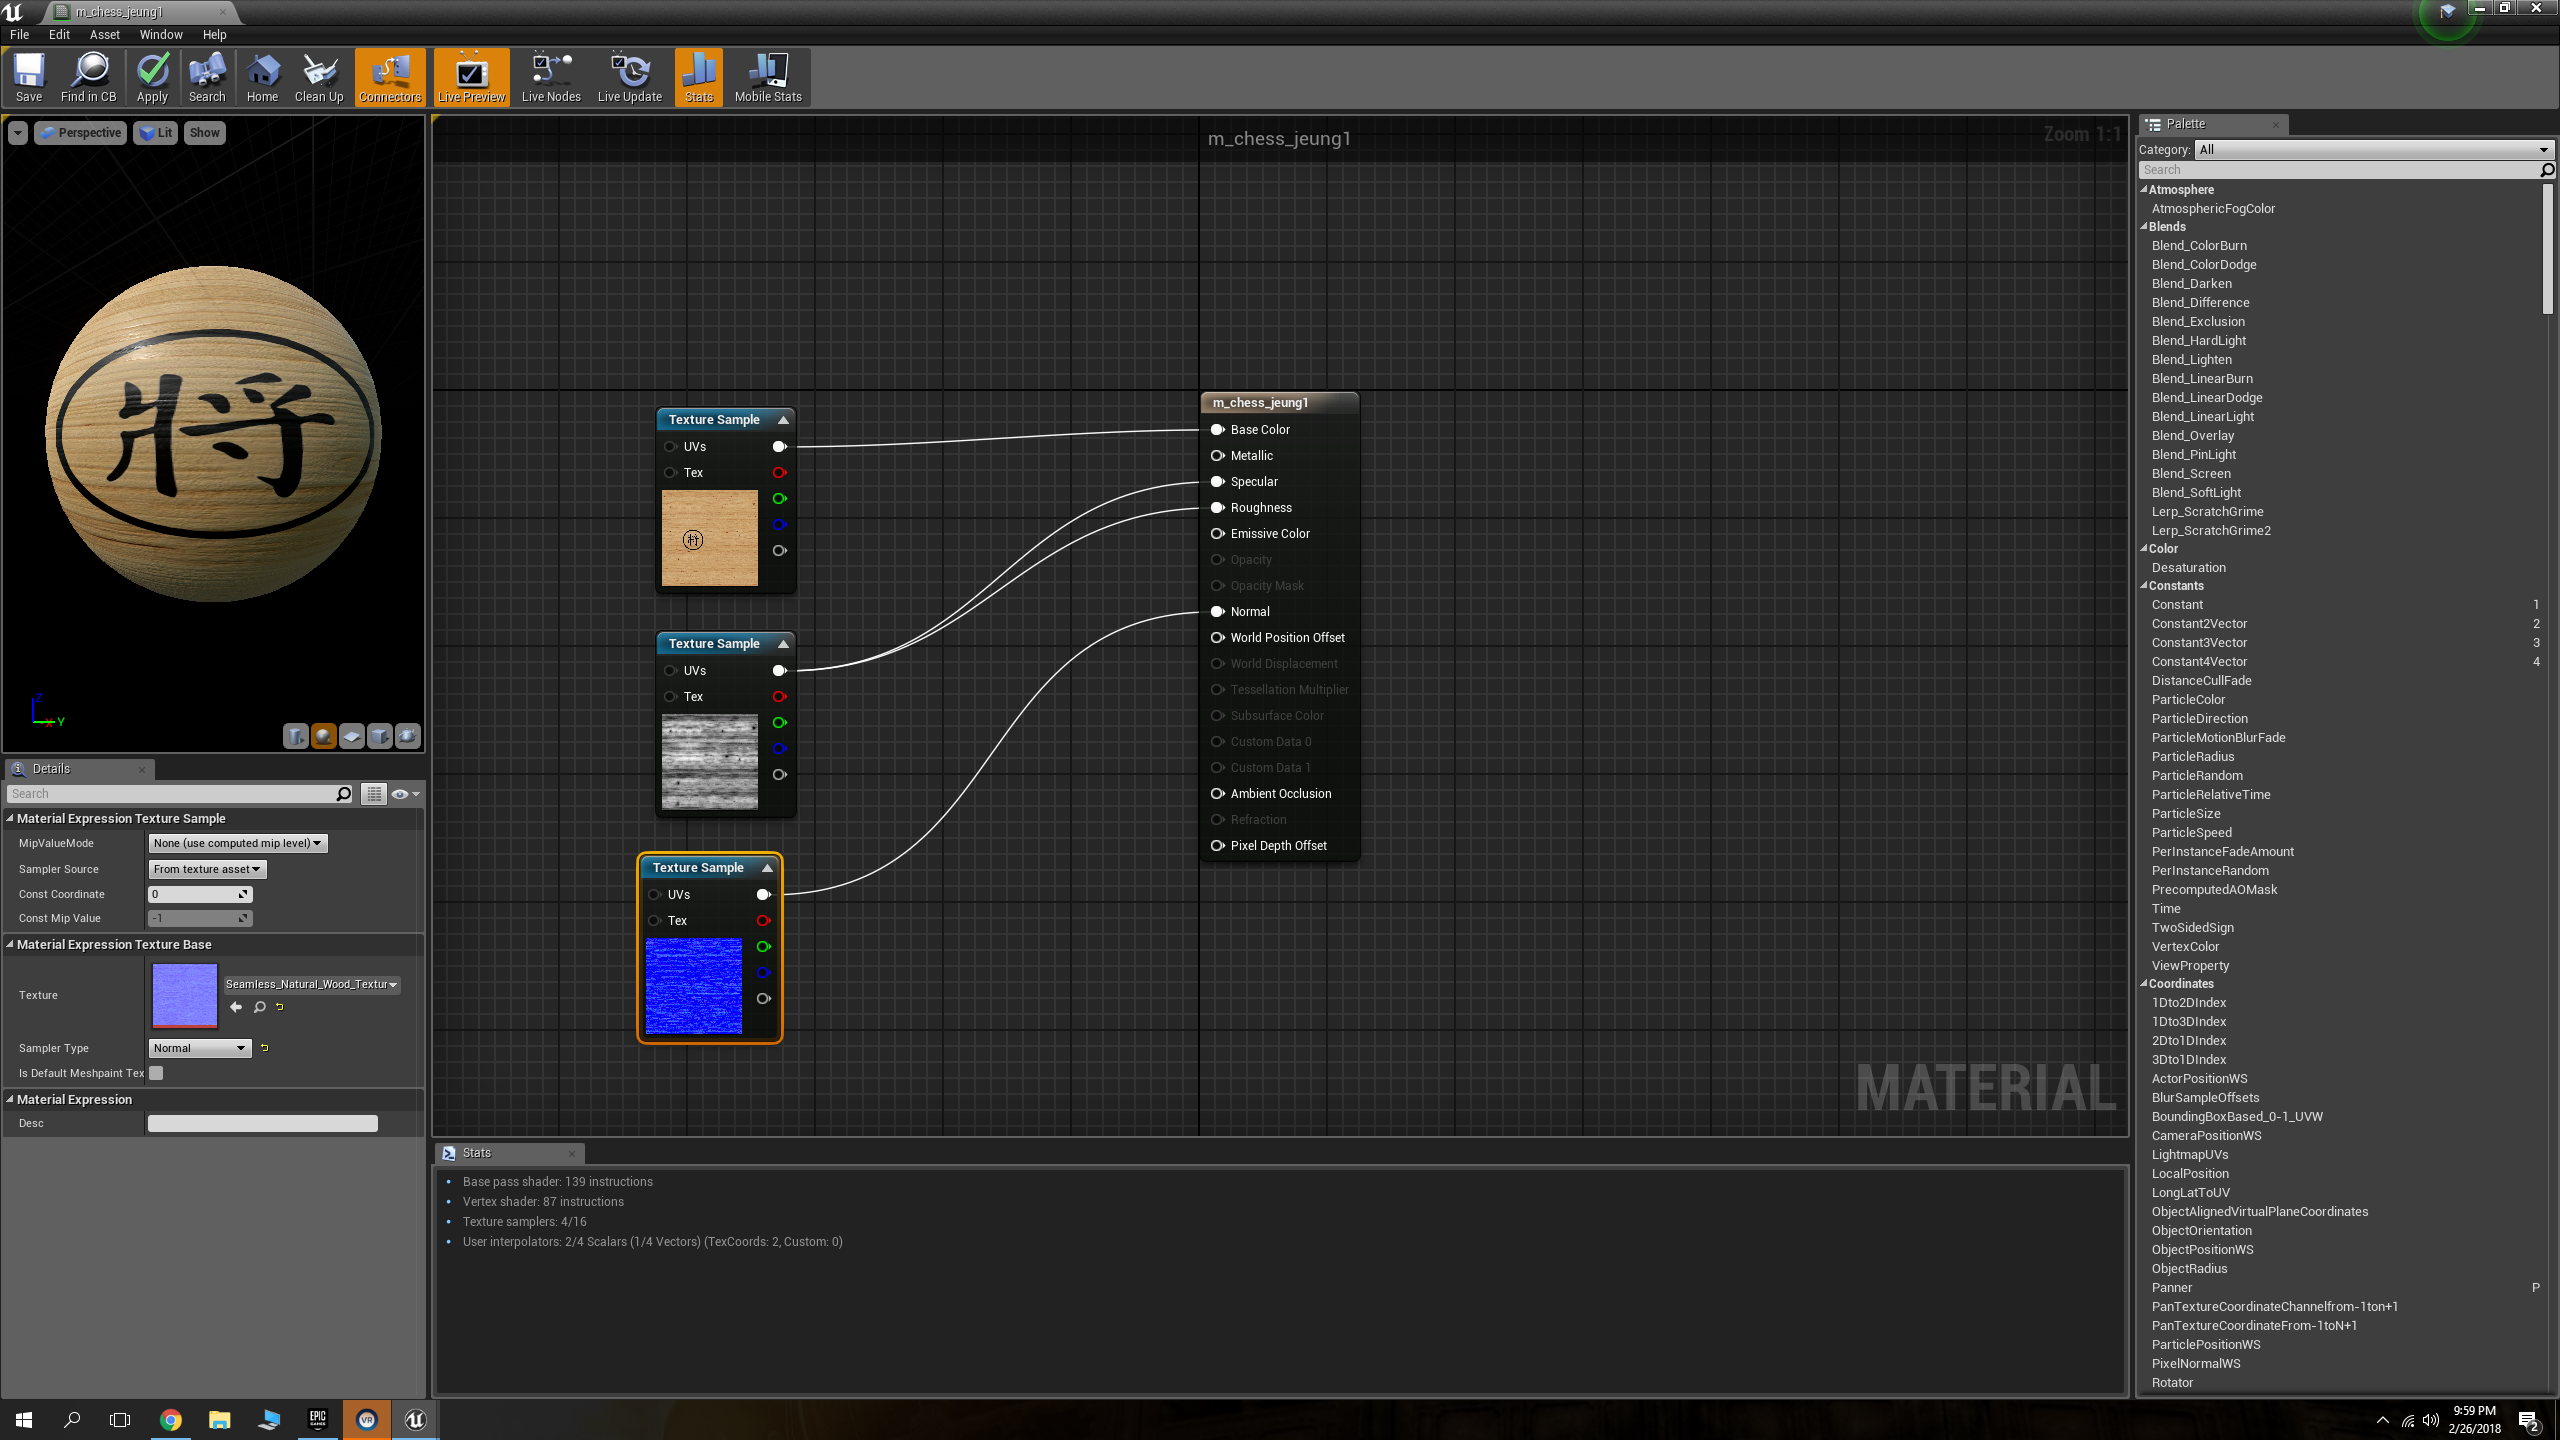 m_chess_jeung1
File Edit Asset Window Help
Save Find in CB Apply Search Home Clean Up Connectors Live Preview Live Nodes Live Update Stats Mobile Stats
Perspective Lit Show
將
Z
X Y
Details
Search
Material Expression Texture Sample
MipValueMode None (use computed mip level)
Sampler Source From texture asset
Const Coordinate 0
Const Mip Value -1
Material Expression Texture Base
Texture Seamless_Natural_Wood_Textur
Sampler Type Normal
Is Default Meshpaint Tex
Material Expression
Desc
m_chess_jeung1
Zoom 1:1
Texture Sample
UVs
Tex
將
Texture Sample
UVs
Tex
Texture Sample
UVs
Tex
m_chess_jeung1
Base Color
Metallic
Specular
Roughness
Emissive Color
Opacity
Opacity Mask
Normal
World Position Offset
World Displacement
Tessellation Multiplier
Subsurface Color
Custom Data 0
Custom Data 1
Ambient Occlusion
Refraction
Pixel Depth Offset
MATERIAL
Stats
Base pass shader: 139 instructions
Vertex shader: 87 instructions
Texture samplers: 4/16
User interpolators: 2/4 Scalars (1/4 Vectors) (TexCoords: 2, Custom: 0)
Palette
Category: All
Search
Atmosphere
AtmosphericFogColor
Blends
Blend_ColorBurn
Blend_ColorDodge
Blend_Darken
Blend_Difference
Blend_Exclusion
Blend_HardLight
Blend_Lighten
Blend_LinearBurn
Blend_LinearDodge
Blend_LinearLight
Blend_Overlay
Blend_PinLight
Blend_Screen
Blend_SoftLight
Lerp_ScratchGrime
Lerp_ScratchGrime2
Color
Desaturation
Constants
Constant 1
Constant2Vector 2
Constant3Vector 3
Constant4Vector 4
DistanceCullFade
ParticleColor
ParticleDirection
ParticleMotionBlurFade
ParticleRadius
ParticleRandom
ParticleRelativeTime
ParticleSize
ParticleSpeed
PerInstanceFadeAmount
PerInstanceRandom
PrecomputedAOMask
Time
TwoSidedSign
VertexColor
ViewProperty
Coordinates
1Dto2DIndex
1Dto3DIndex
2Dto1DIndex
3Dto1DIndex
ActorPositionWS
BlurSampleOffsets
BoundingBoxBased_0-1_UVW
CameraPositionWS
LightmapUVs
LocalPosition
LongLatToUV
ObjectAlignedVirtualPlaneCoordinates
ObjectOrientation
ObjectPositionWS
ObjectRadius
Panner P
PanTextureCoordinateChannelfrom-1ton+1
PanTextureCoordinateFrom-1toN+1
ParticlePositionWS
PixelNormalWS
Rotator
EPIC GAMES
VR
9:59 PM
2/26/2018
2